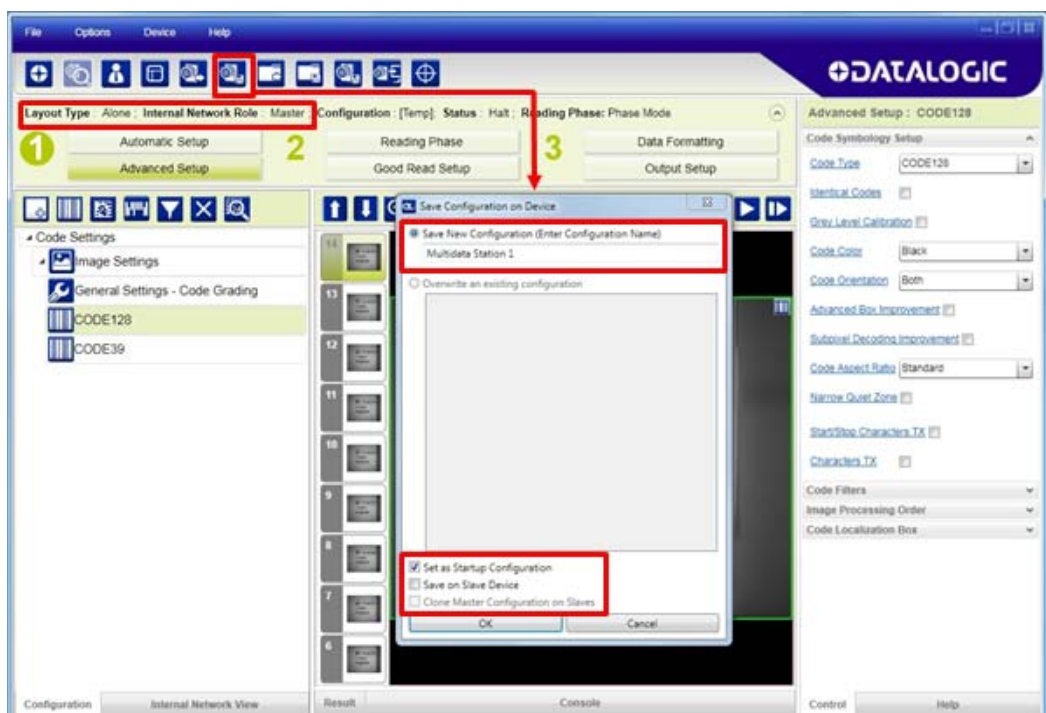 File Options Device Help
DATALOGIC
Layout Type : Alone ; Internal Network Role : Master ; Configuration : [Temp]; Status : Halt ; Reading Phase: Phase Mode
1
Automatic Setup
Advanced Setup
2
Reading Phase
Good Read Setup
3
Data Formatting
Output Setup
Code Settings
Image Settings
General Settings - Code Grading
CODE128
CODE39
14
13
12
11
10
9
8
7
6
Save Configuration on Device
Save New Configuration (Enter Configuration Name)
Multidata Station 1
Overwrite an existing configuration
Set as Startup Configuration
Save on Slave Device
Clone Master Configuration on Slaves
OK Cancel
Advanced Setup : CODE128
Code Symbology Setup
Code Type CODE128
Identical Codes
Grey Level Calibration
Code Color Black
Code Orientation Both
Advanced Box Improvement
Subpixel Decoding Improvement
Code Aspect Ratio Standard
Narrow Quiet Zone
Start/Stop Characters TX
Characters TX
Code Filters
Image Processing Order
Code Localization Box
Configuration Internal Network View
Result Console
Control Help